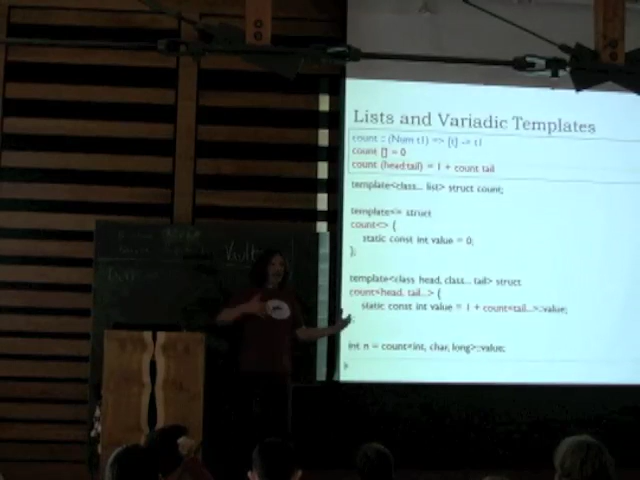 Lists and Variadic Templates
count :: (Num t1) => [t] -> t1
count [] = 0
count (head:tail) = 1 + count tail
template<class... list> struct count;
template<> struct
count<> {
static const int value = 0;
};
template<class head, class... tail> struct
count<head, tail...> {
static const int value = 1 + count<tail...>::value;
};
int n = count<int, char, long>::value;